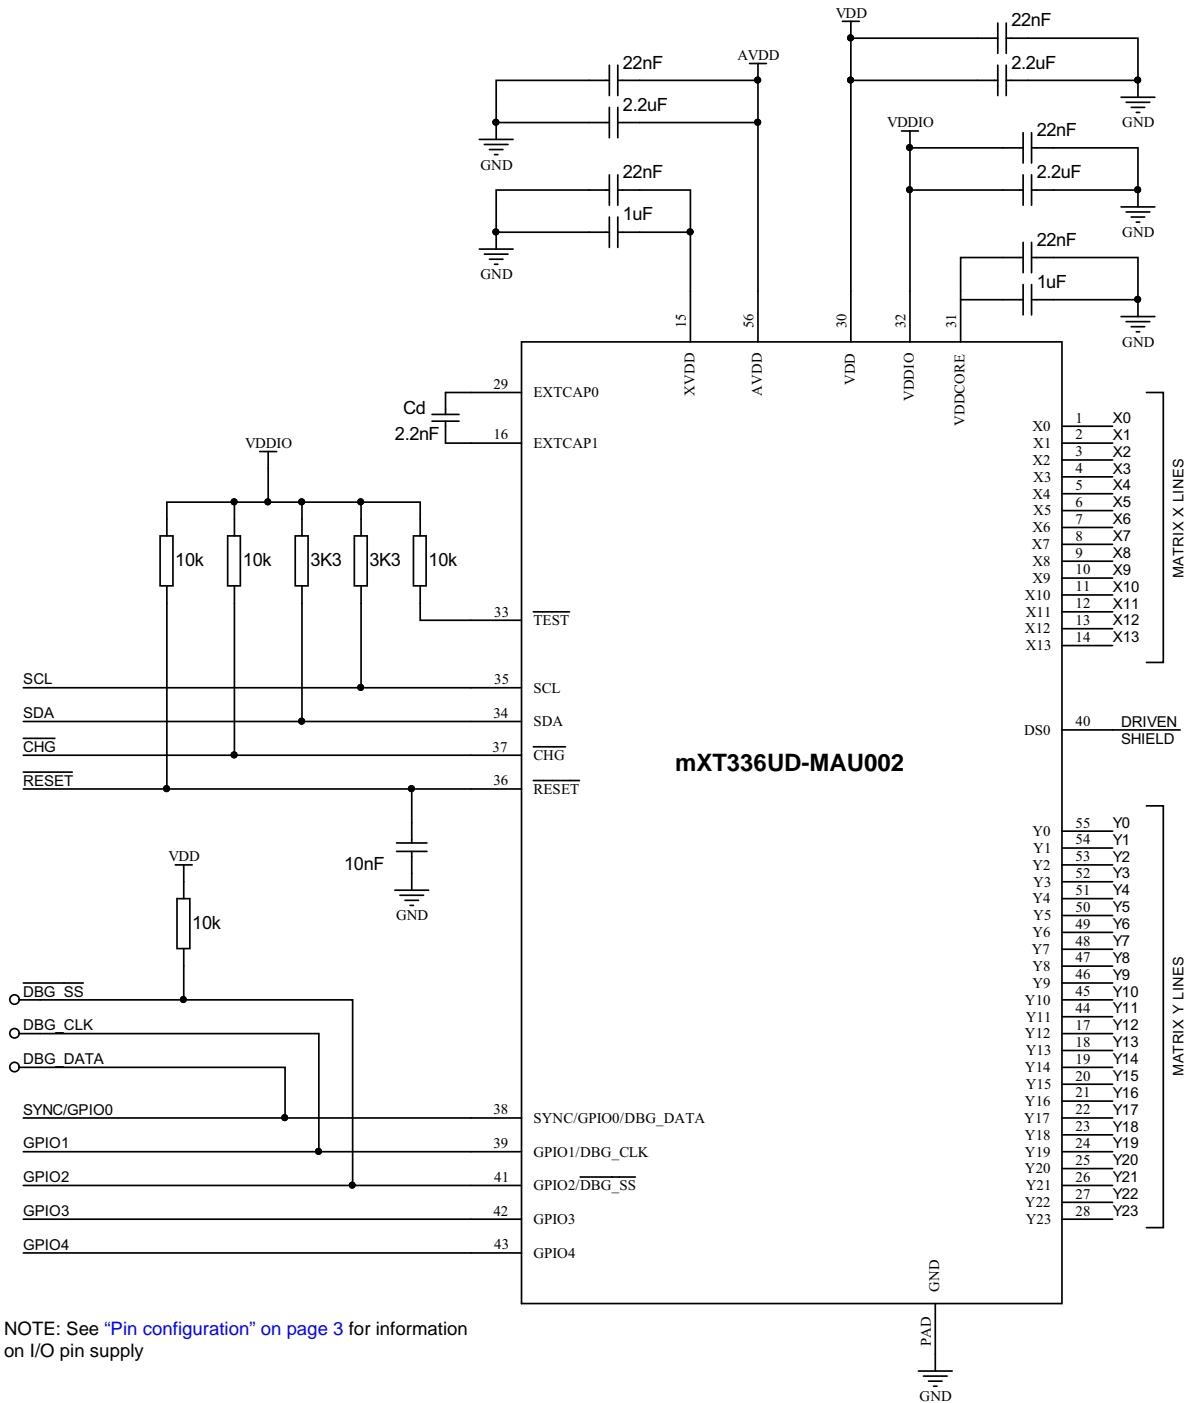 VDD
22nF
2.2uF
GND
AVDD
22nF
2.2uF
GND
VDDIO
22nF
2.2uF
GND
22nF
1uF
GND
22nF
1uF
GND
15
56
30
32
31
XVDD
AVDD
VDD
VDDIO
VDDCORE
Cd
2.2nF
29 EXTCAP0
16 EXTCAP1
VDDIO
10k 10k 3K3 3K3 10k
33 TEST
SCL 35 SCL
SDA 34 SDA
CHG 37 CHG
RESET 36 RESET
10nF
GND
VDD
10k
DBG_SS
DBG_CLK
DBG_DATA
SYNC/GPIO0 38 SYNC/GPIO0/DBG_DATA
GPIO1 39 GPIO1/DBG_CLK
GPIO2 41 GPIO2/DBG_SS
GPIO3 42 GPIO3
GPIO4 43 GPIO4
mXT336UD-MAU002
X0 1 X0
X1 2 X1
X2 3 X2
X3 4 X3
X4 5 X4
X5 6 X5
X6 7 X6
X7 8 X7
X8 9 X8
X9 10 X9
X10 11 X10
X11 12 X11
X12 13 X12
X13 14 X13
MATRIX X LINES
DS0 40 DRIVEN
SHIELD
Y0 55 Y0
Y1 54 Y1
Y2 53 Y2
Y3 52 Y3
Y4 51 Y4
Y5 50 Y5
Y6 49 Y6
Y7 48 Y7
Y8 47 Y8
Y9 46 Y9
Y10 45 Y10
Y11 44 Y11
Y12 17 Y12
Y13 18 Y13
Y14 19 Y14
Y15 20 Y15
Y16 21 Y16
Y17 22 Y17
Y18 23 Y18
Y19 24 Y19
Y20 25 Y20
Y21 26 Y21
Y22 27 Y22
Y23 28 Y23
MATRIX Y LINES
GND
PAD
GND
NOTE: See “Pin configuration” on page 3 for information
on I/O pin supply